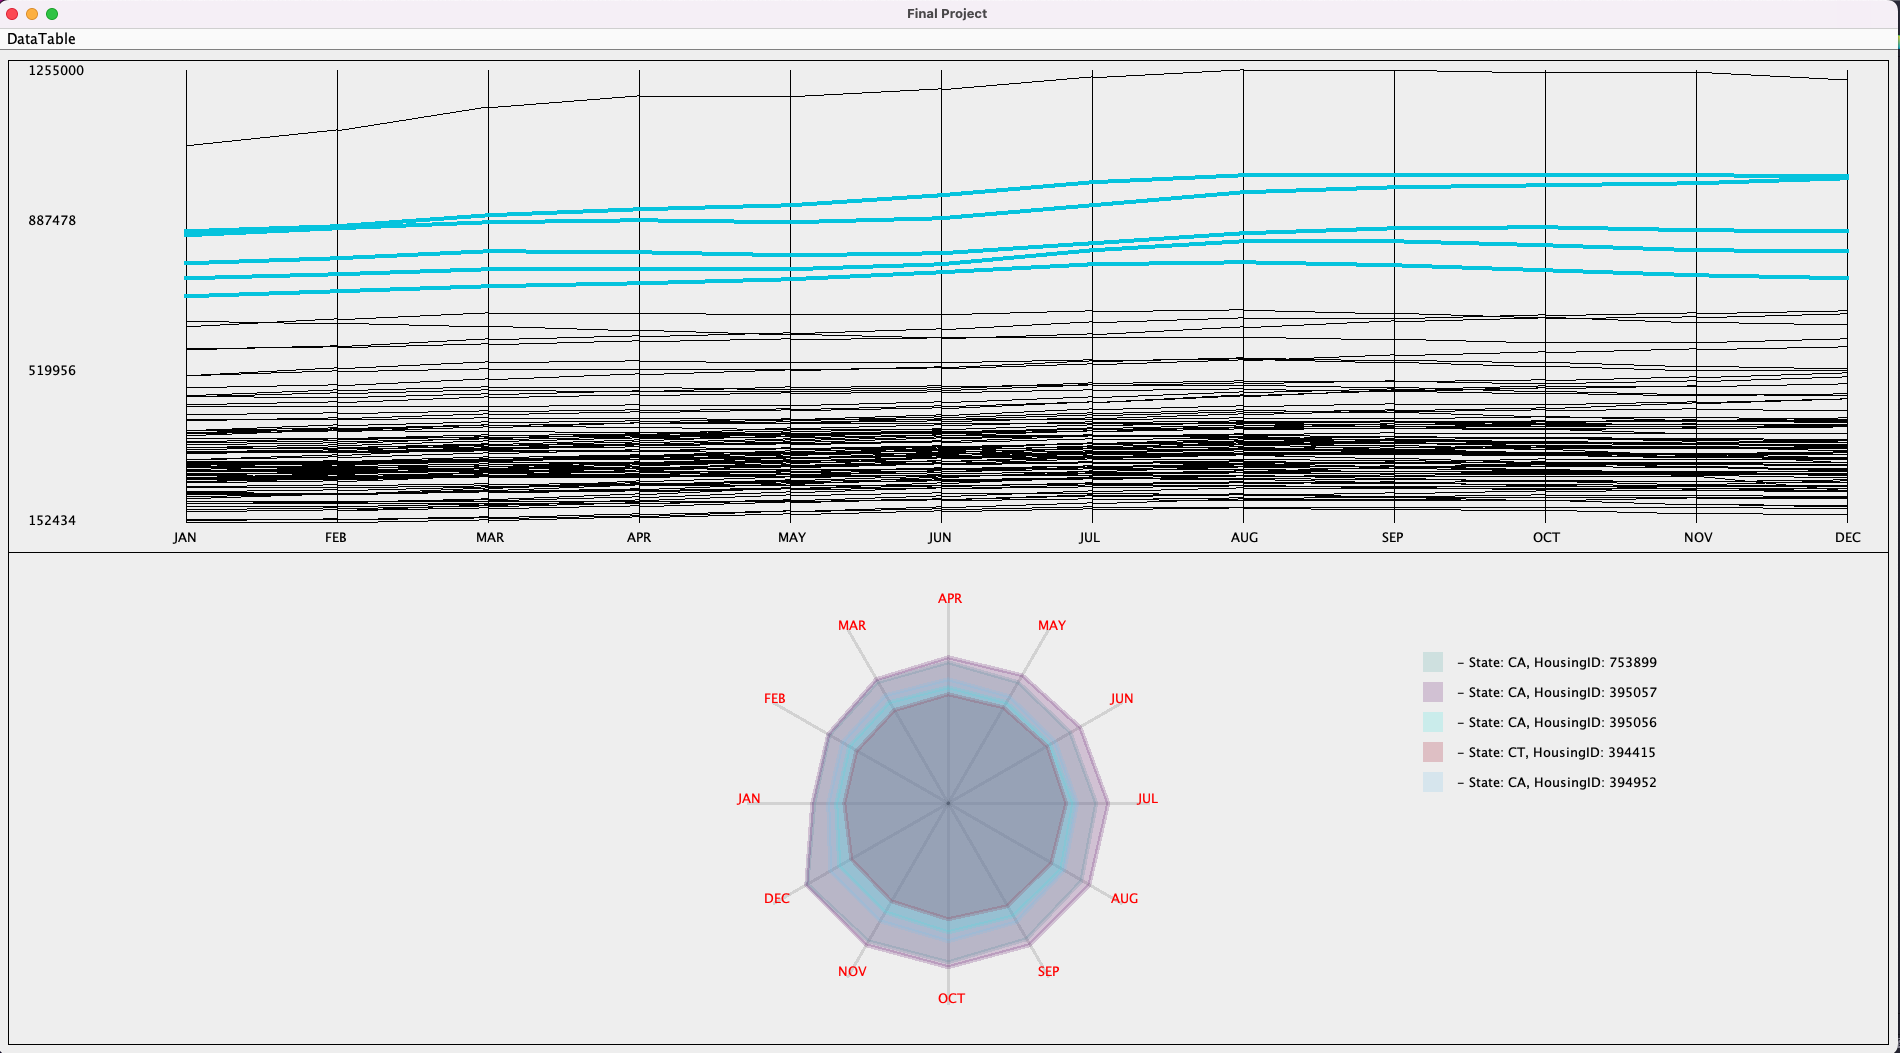 Final Project
DataTable
1255000
887478
519956
152434
JAN FEB MAR APR MAY JUN JUL AUG SEP OCT NOV DEC
APR
MAR
MAY
FEB
JUN
JAN
JUL
DEC
AUG
NOV
SEP
OCT
- State: CA, HousingID: 753899
- State: CA, HousingID: 395057
- State: CA, HousingID: 395056
- State: CT, HousingID: 394415
- State: CA, HousingID: 394952